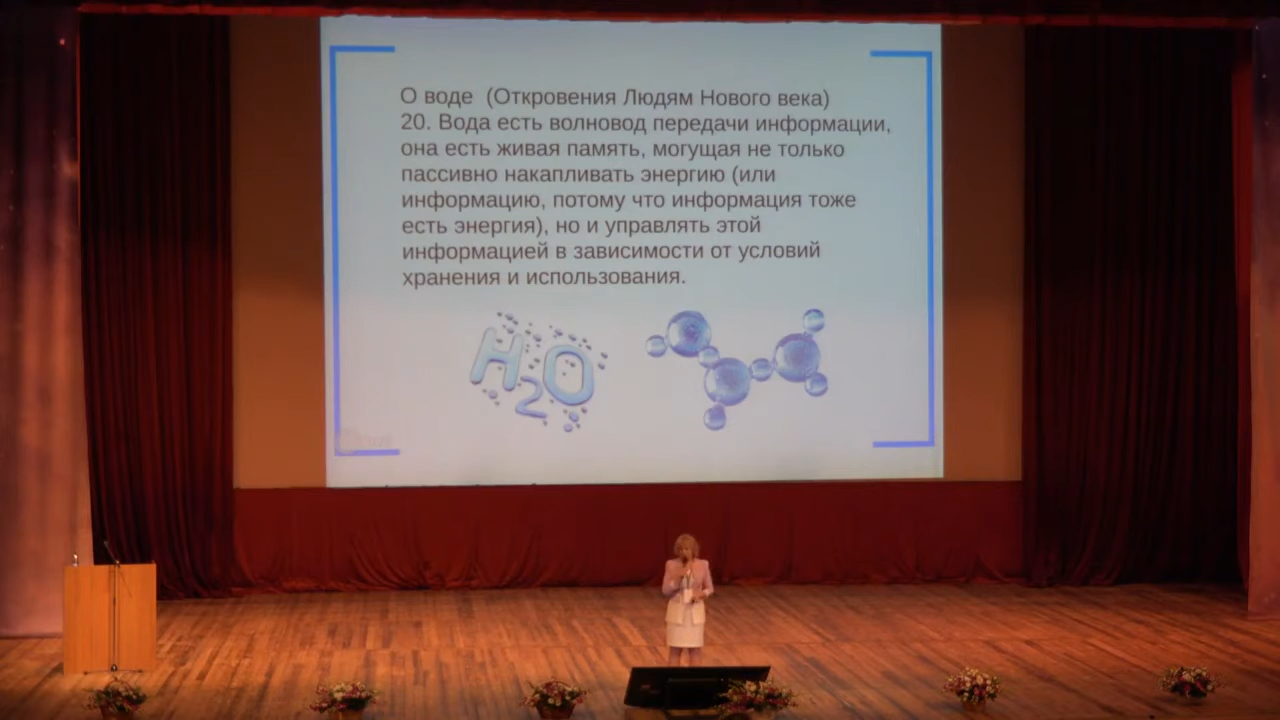 О воде (Откровения Людям Нового века)
20. Вода есть волновод передачи информации,
она есть живая память, могущая не только
пассивно накапливать энергию (или
информацию, потому что информация тоже
есть энергия), но и управлять этой
информацией в зависимости от условий
хранения и использования.
H2O